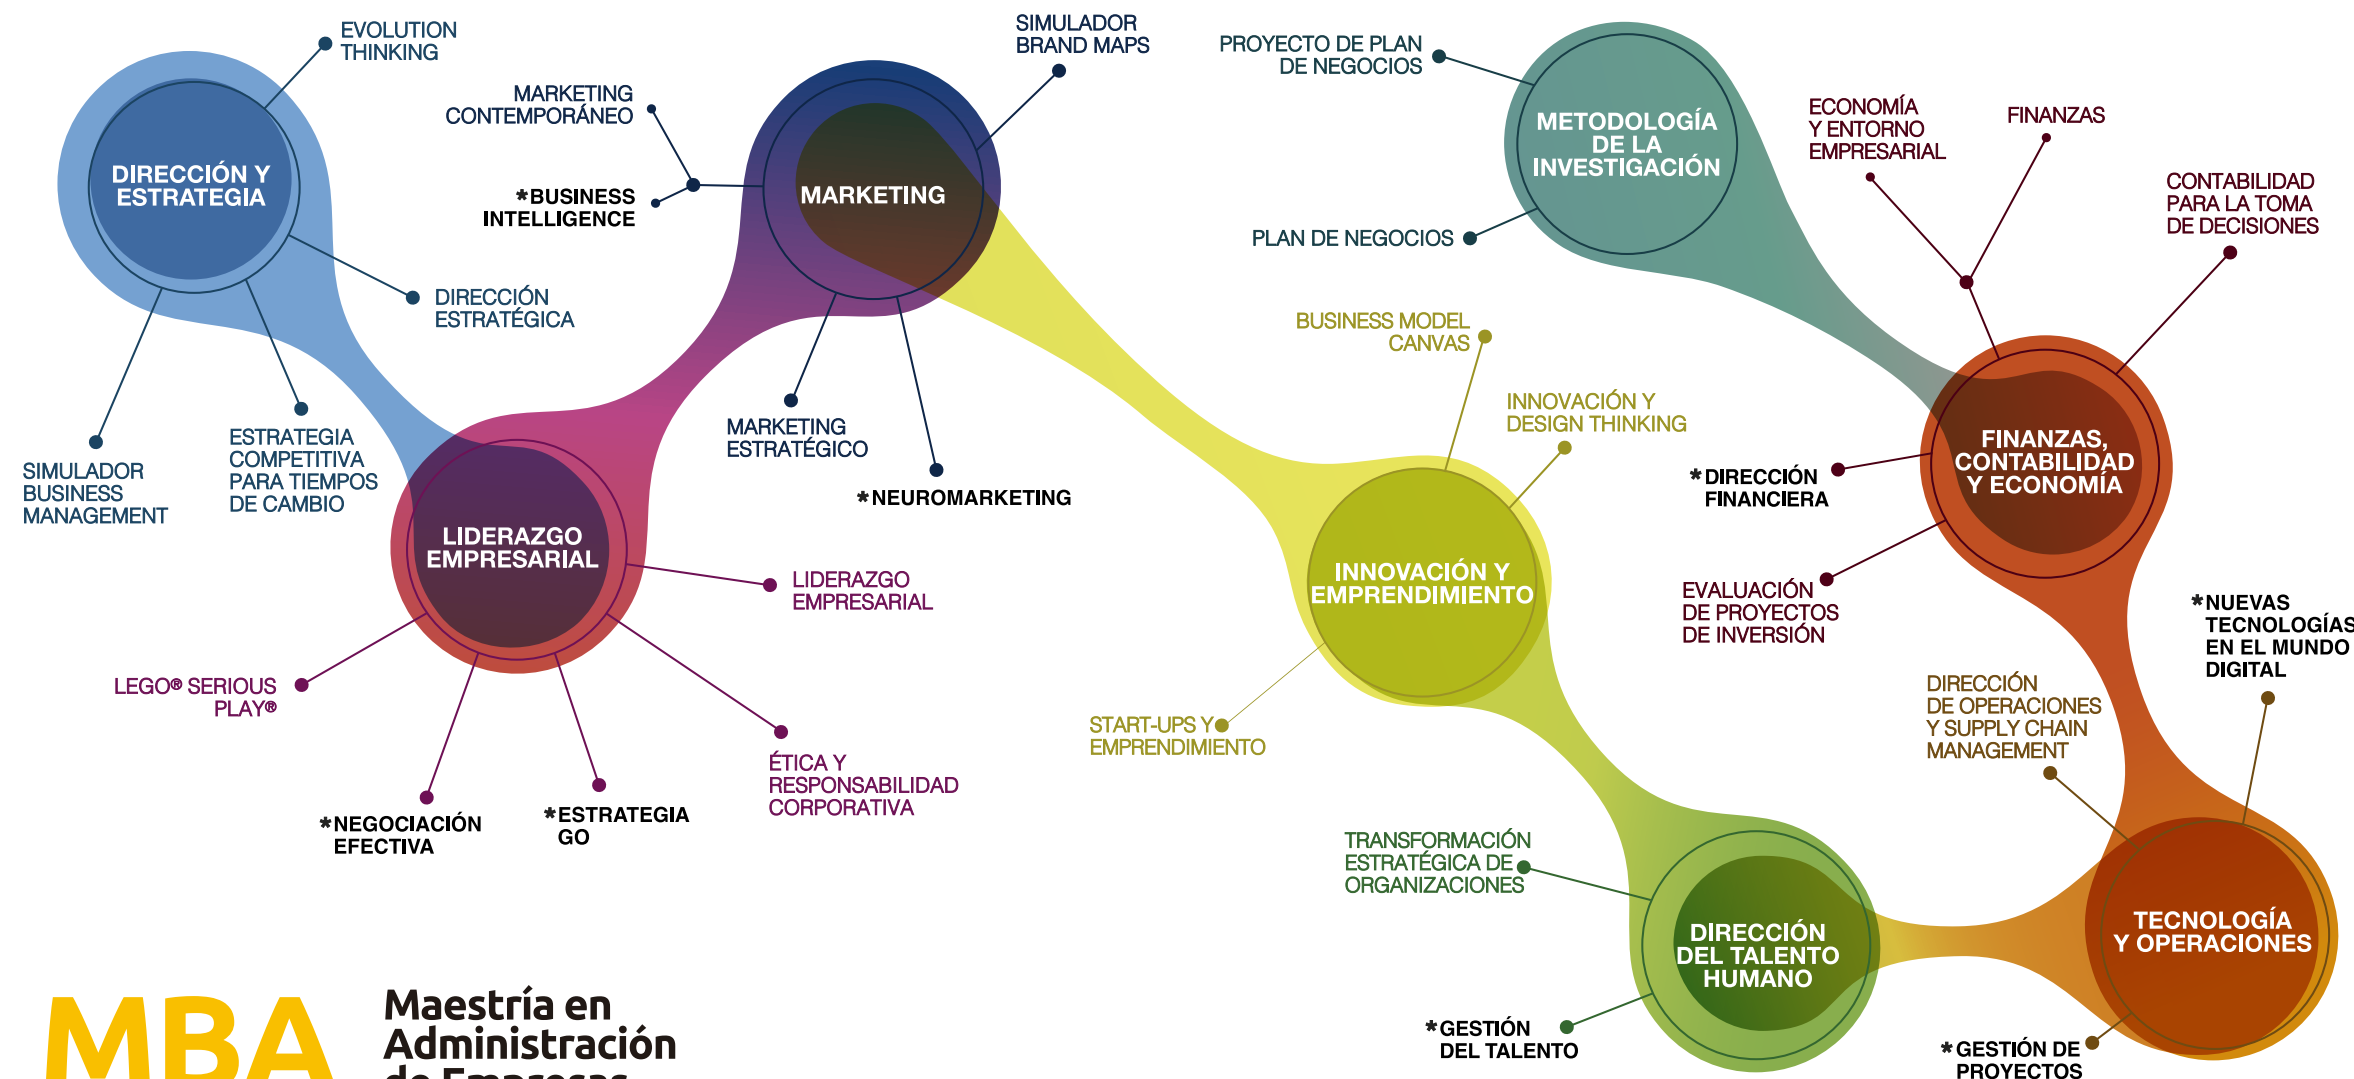 EVOLUTION
THINKING
DIRECCIÓN Y
ESTRATEGIA
DIRECCIÓN
ESTRATÉGICA
ESTRATEGIA
COMPETITIVA
PARA TIEMPOS
DE CAMBIO
SIMULADOR
BUSINESS
MANAGEMENT
SIMULADOR
BRAND MAPS
MARKETING
CONTEMPORÁNEO
*BUSINESS
INTELLIGENCE
MARKETING
MARKETING
ESTRATÉGICO
*NEUROMARKETING
LIDERAZGO
EMPRESARIAL
LIDERAZGO
EMPRESARIAL
LEGO® SERIOUS
PLAY®
*NEGOCIACIÓN
EFECTIVA
*ESTRATEGIA
GO
ÉTICA Y
RESPONSABILIDAD
CORPORATIVA
PROYECTO DE PLAN
DE NEGOCIOS
METODOLOGÍA
DE LA
INVESTIGACIÓN
PLAN DE NEGOCIOS
BUSINESS MODEL
CANVAS
INNOVACIÓN Y
DESIGN THINKING
INNOVACIÓN Y
EMPRENDIMIENTO
START-UPS Y
EMPRENDIMIENTO
ECONOMÍA
Y ENTORNO
EMPRESARIAL
FINANZAS
CONTABILIDAD
PARA LA TOMA
DE DECISIONES
FINANZAS,
CONTABILIDAD
Y ECONOMÍA
*DIRECCIÓN
FINANCIERA
EVALUACIÓN
DE PROYECTOS
DE INVERSIÓN
*NUEVAS
TECNOLOGÍAS
EN EL MUNDO
DIGITAL
DIRECCIÓN
DE OPERACIONES
Y SUPPLY CHAIN
MANAGEMENT
TECNOLOGÍA
Y OPERACIONES
*GESTIÓN DE
PROYECTOS
TRANSFORMACIÓN
ESTRATÉGICA DE
ORGANIZACIONES
DIRECCIÓN
DEL TALENTO
HUMANO
*GESTIÓN
DEL TALENTO
MBA
Maestría en
Administración
de Empresas